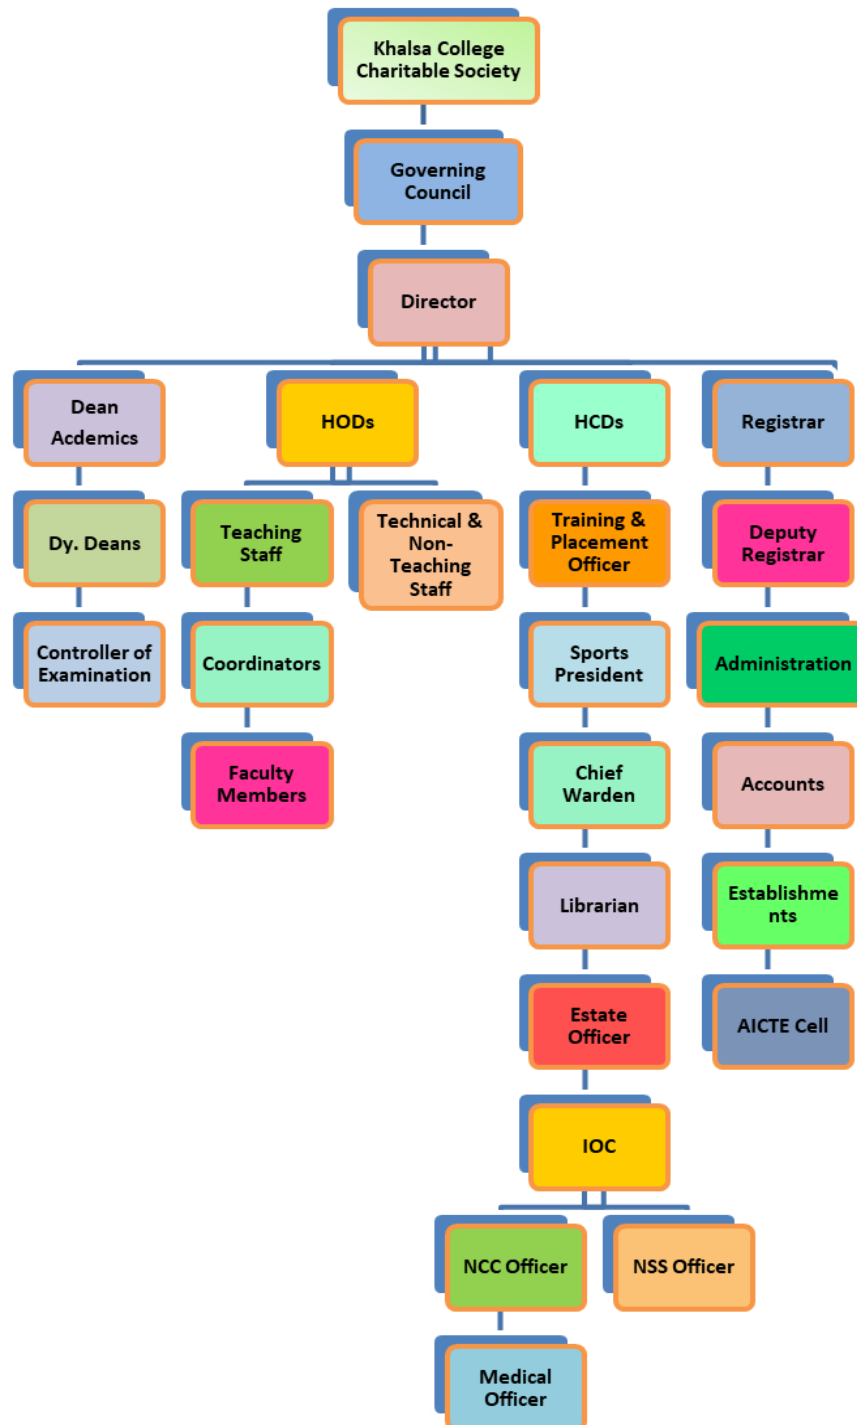 Khalsa College
Charitable Society
Governing
Council
Director
Dean
Acdemics
HODs
HCDs
Registrar
Dy. Deans
Teaching
Staff
Technical &
Non-
Teaching
Staff
Training &
Placement
Officer
Deputy
Registrar
Controller of
Examination
Coordinators
Sports
President
Administration
Faculty
Members
Chief
Warden
Accounts
Librarian
Establishme
nts
Estate
Officer
AICTE Cell
IOC
NCC Officer
NSS Officer
Medical
Officer